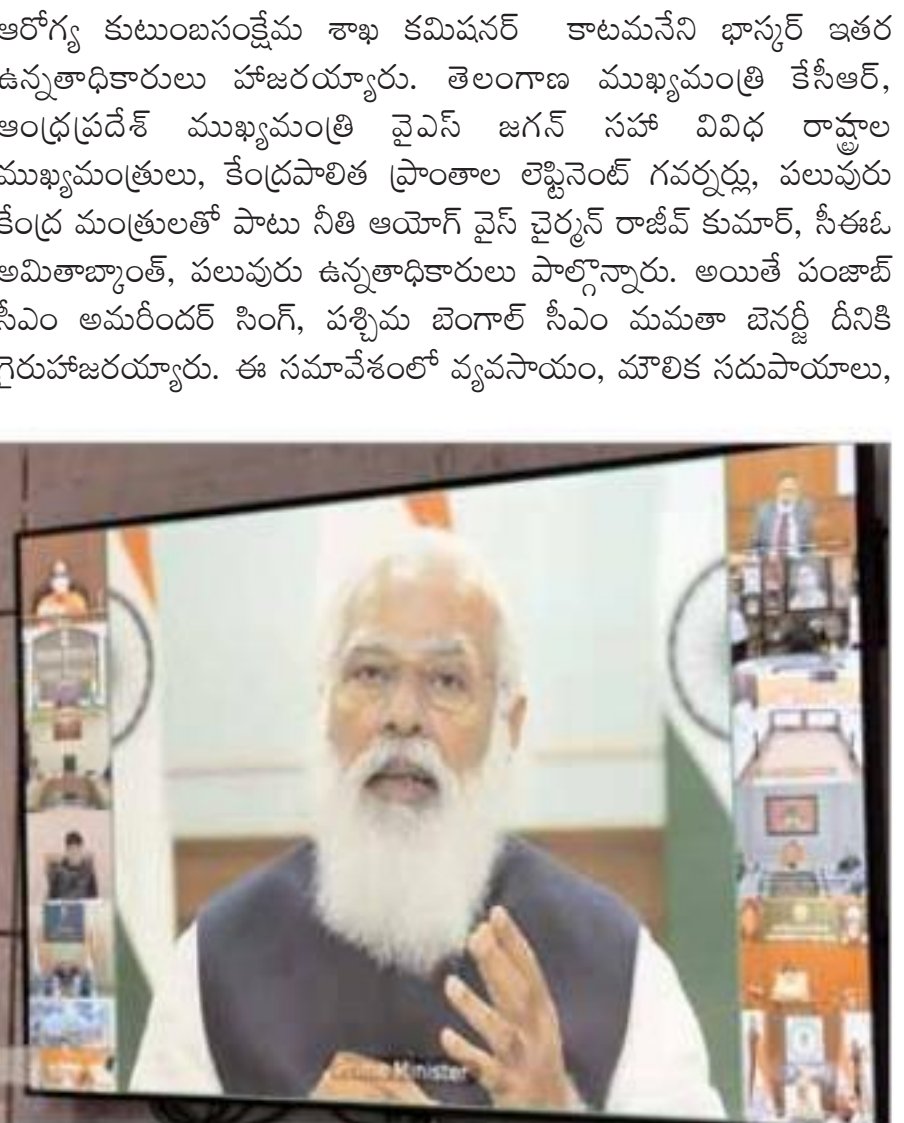 ఆరోగ్య కుటుంబసంక్షేమ శాఖ కమిషనర్ కాటమనేని భాస్కర్ ఇతర
ఉన్నతాధికారులు హాజరయ్యారు. తెలంగాణ ముఖ్యమంత్రి కేసీఆర్,
ఆంధ్రప్రదేశ్ ముఖ్యమంత్రి వైఎస్ జగన్ సహా వివిధ రాష్ట్రాల
ముఖ్యమంత్రులు, కేంద్రపాలిత ప్రాంతాల లెఫ్టినెంట్ గవర్నర్లు, పలువురు
కేంద్ర మంత్రులతో పాటు నీతి ఆయోగ్ వైస్ చైర్మన్ రాజీవ్ కుమార్, సీఈఓ
అమితాబ్కాంత్, పలువురు ఉన్నతాధికారులు పాల్గొన్నారు. అయితే పంజాబ్
సీఎం అమరీందర్ సింగ్, పశ్చిమ బెంగాల్ సీఎం మమతా బెనర్జీ దీనికి
గైరుహాజరయ్యారు. ఈ సమావేశంలో వ్యవసాయం, మౌలిక సదుపాయాలు,
Minister